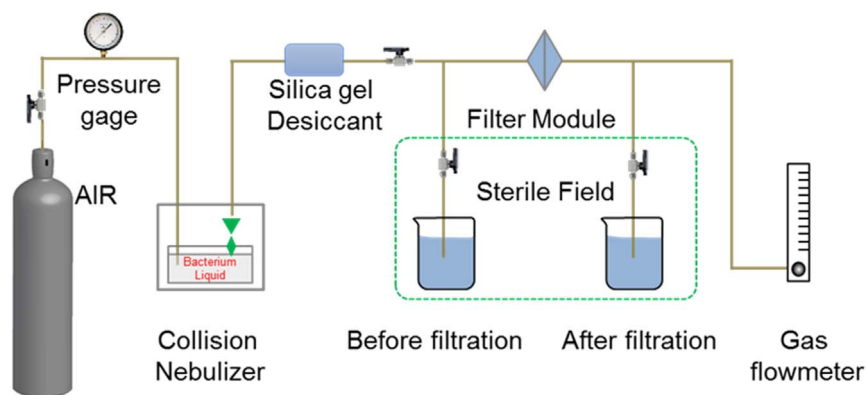 Pressure
gage
AIR
Silica gel
Desiccant
Filter Module
Sterile Field
Bacterium
Liquid
Collision
Nebulizer
Before filtration
After filtration
Gas
flowmeter